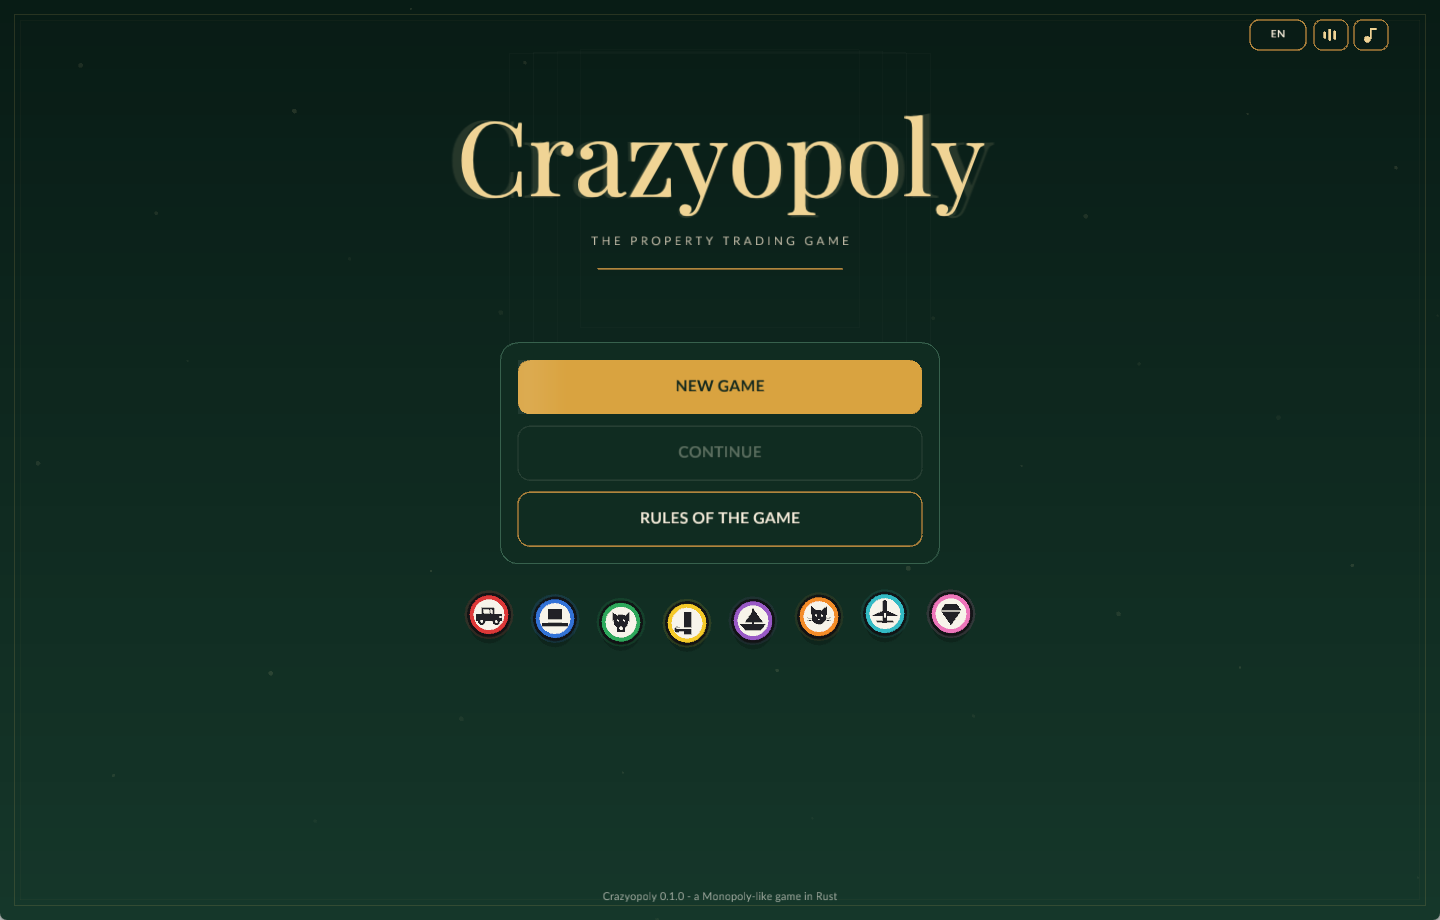 EN
Crazyopoly
THE PROPERTY TRADING GAME
NEW GAME
CONTINUE
RULES OF THE GAME
Crazyopoly 0.1.0 - a Monopoly-like game in Rust